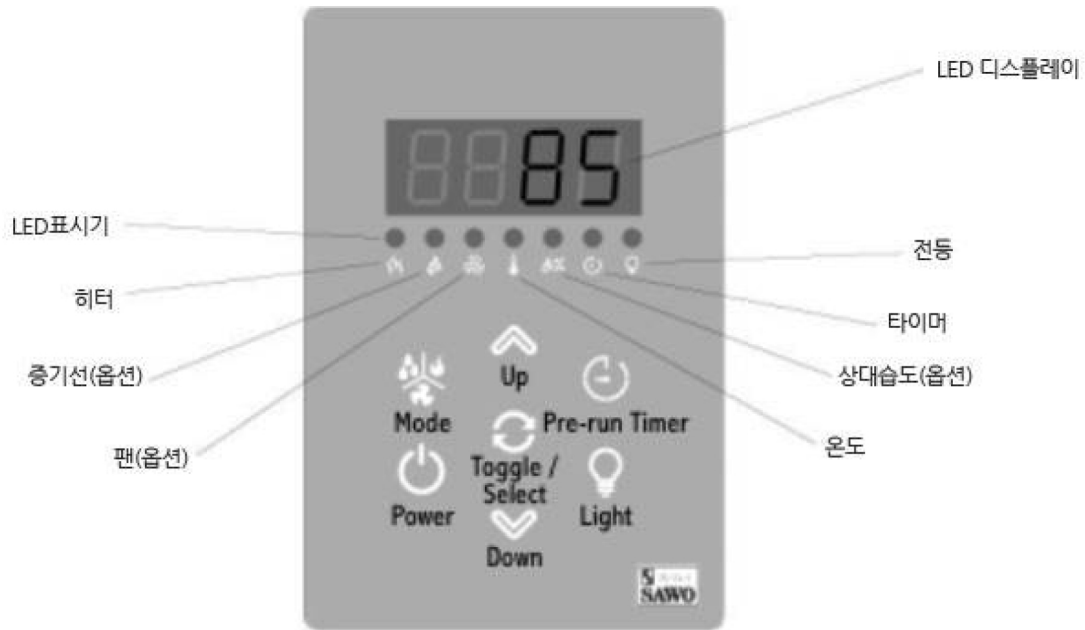 LED 디스플레이
85
LED표시기
히터
증기선(옵션)
팬(옵션)
전등
타이머
상대습도(옵션)
온도
Up
Mode
Pre-run Timer
Toggle /
Select
Power
Light
Down
SAWO